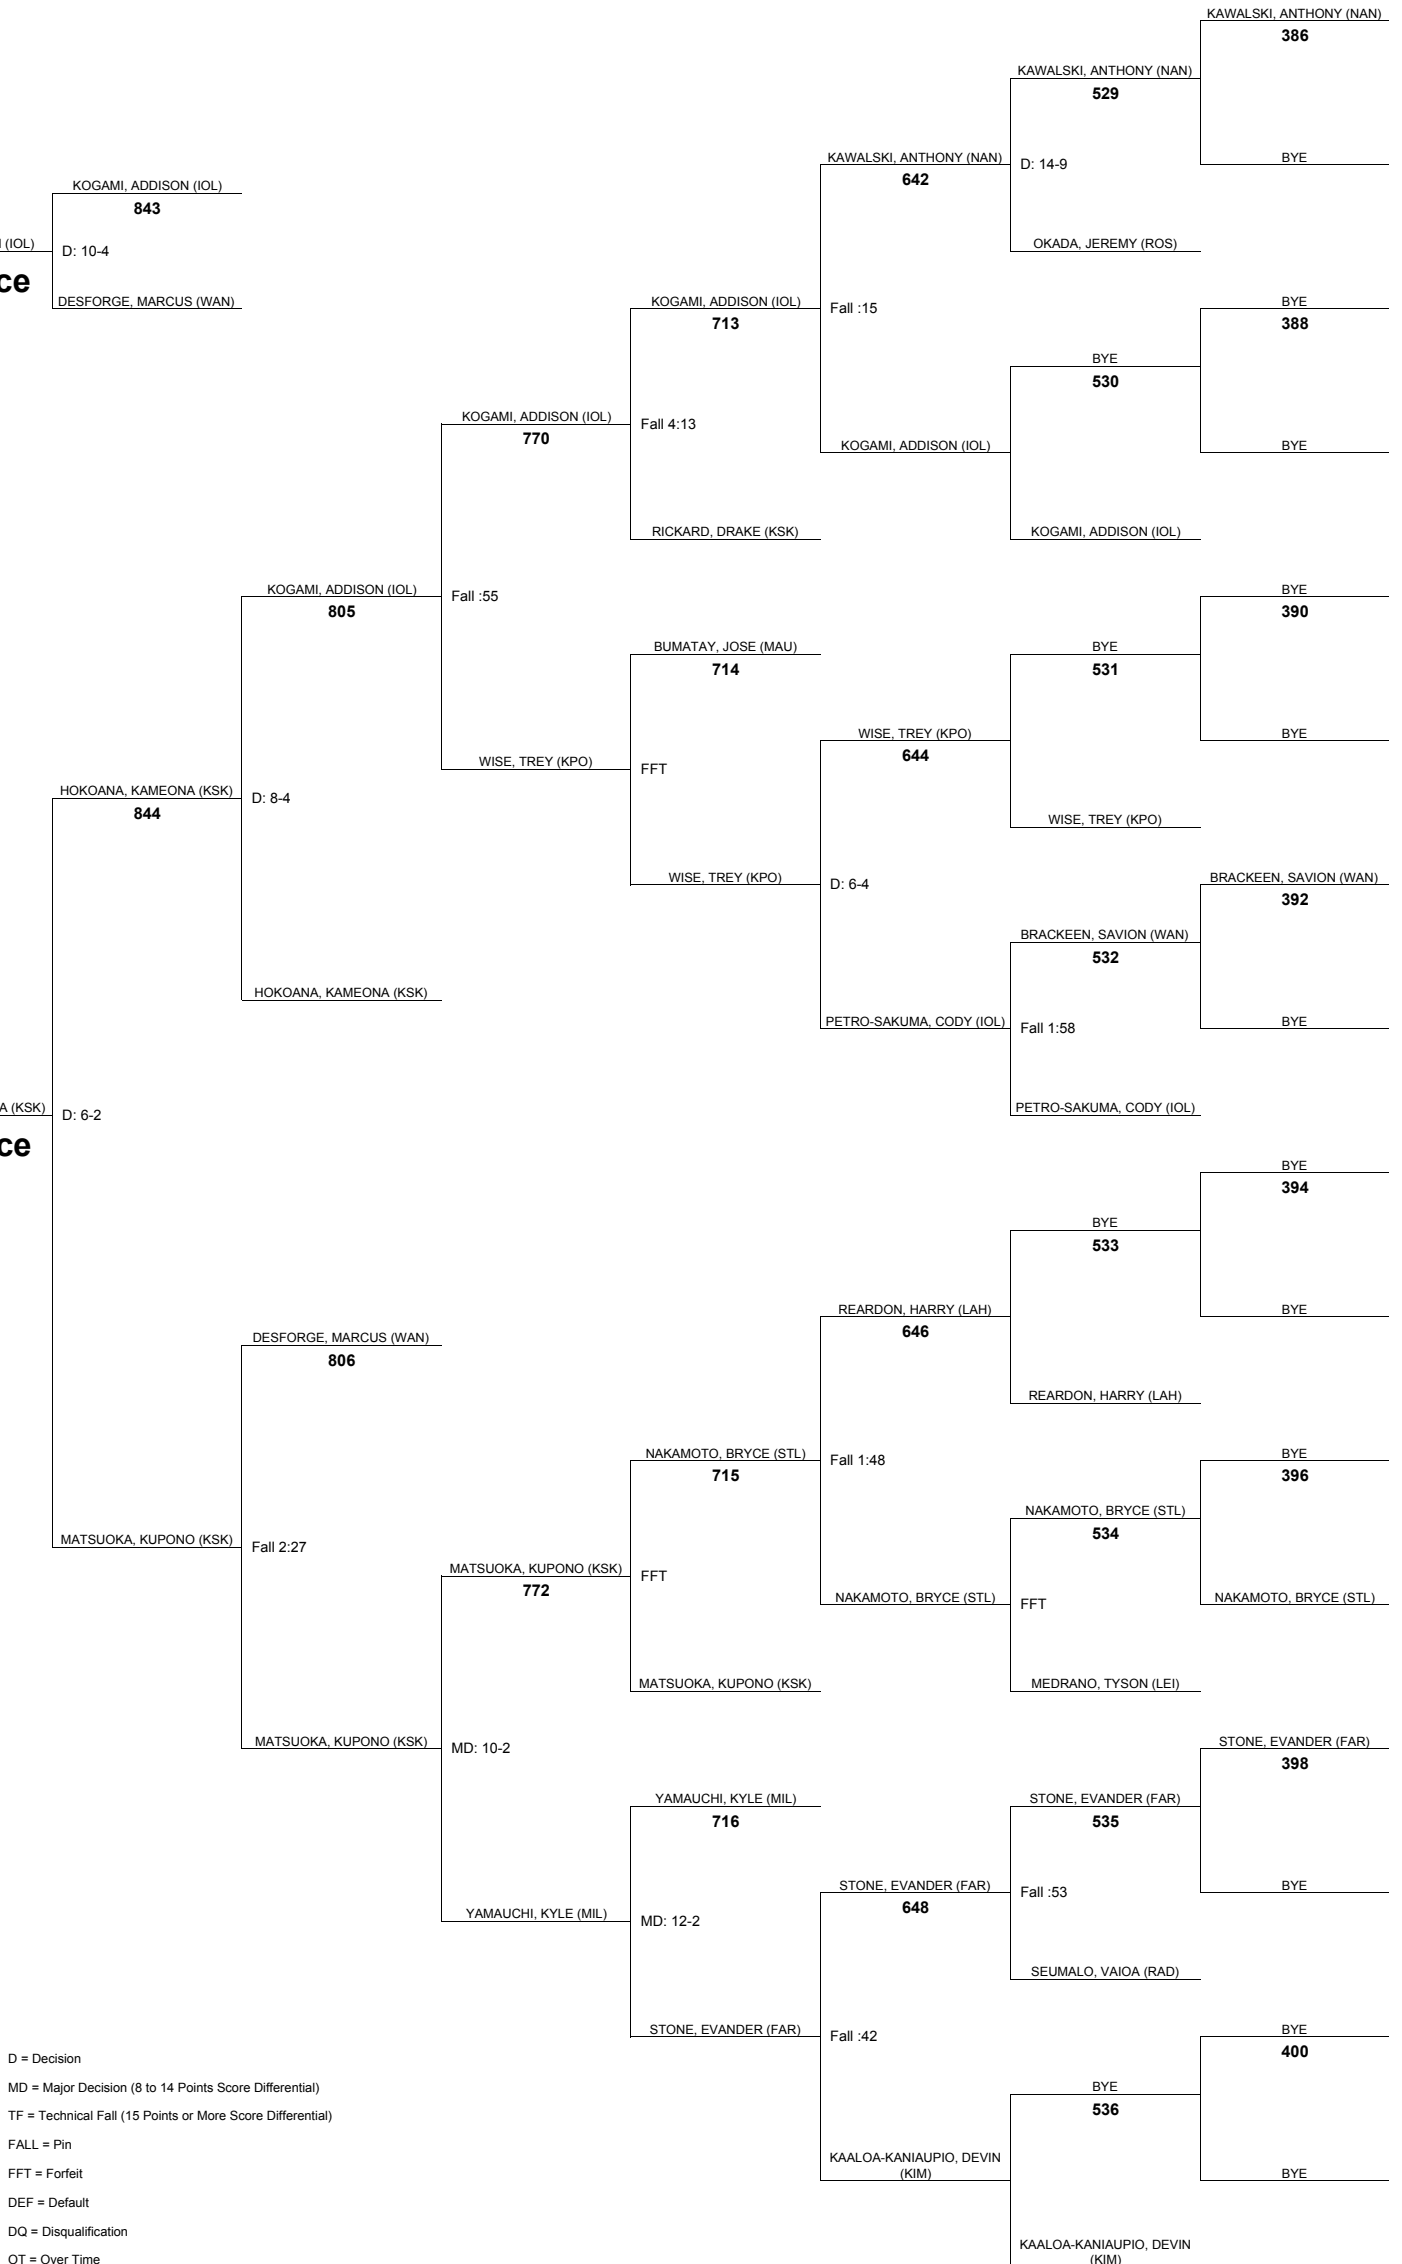 KAWALSKI, ANTHONY (NAN)
386
KAWALSKI, ANTHONY (NAN)
529
KAWALSKI, ANTHONY (NAN)
D: 14-9
BYE
642
KOGAMI, ADDISON (IOL)
843
(IOL)
D: 10-4
OKADA, JEREMY (ROS)
ce
DESFORGE, MARCUS (WAN)
KOGAMI, ADDISON (IOL)
Fall :15
BYE
713
388
BYE
530
KOGAMI, ADDISON (IOL)
Fall 4:13
770
KOGAMI, ADDISON (IOL)
BYE
RICKARD, DRAKE (KSK)
KOGAMI, ADDISON (IOL)
KOGAMI, ADDISON (IOL)
Fall :55
BYE
805
390
BUMATAY, JOSE (MAU)
BYE
714
531
WISE, TREY (KPO)
BYE
644
WISE, TREY (KPO)
FFT
HOKOANA, KAMEONA (KSK)
D: 8-4
844
WISE, TREY (KPO)
WISE, TREY (KPO)
D: 6-4
BRACKEEN, SAVION (WAN)
392
BRACKEEN, SAVION (WAN)
532
HOKOANA, KAMEONA (KSK)
PETRO-SAKUMA, CODY (IOL)
Fall 1:58
BYE
A (KSK)
D: 6-2
PETRO-SAKUMA, CODY (IOL)
ce
BYE
394
BYE
533
REARDON, HARRY (LAH)
BYE
646
DESFORGE, MARCUS (WAN)
806
REARDON, HARRY (LAH)
NAKAMOTO, BRYCE (STL)
Fall 1:48
BYE
715
396
NAKAMOTO, BRYCE (STL)
534
MATSUOKA, KUPONO (KSK)
Fall 2:27
MATSUOKA, KUPONO (KSK)
FFT
772
NAKAMOTO, BRYCE (STL)
FFT
NAKAMOTO, BRYCE (STL)
MATSUOKA, KUPONO (KSK)
MEDRANO, TYSON (LEI)
MATSUOKA, KUPONO (KSK)
MD: 10-2
STONE, EVANDER (FAR)
398
YAMAUCHI, KYLE (MIL)
STONE, EVANDER (FAR)
716
535
STONE, EVANDER (FAR)
Fall :53
BYE
648
YAMAUCHI, KYLE (MIL)
MD: 12-2
SEUMALO, VAIOA (RAD)
STONE, EVANDER (FAR)
Fall :42
BYE
400
D = Decision
MD = Major Decision (8 to 14 Points Score Differential)
BYE
536
TF = Technical Fall (15 Points or More Score Differential)
FALL = Pin
KAALOA-KANIAUPIO, DEVIN
(KIM)
BYE
FFT = Forfeit
DEF = Default
DQ = Disqualification
KAALOA-KANIAUPIO, DEVIN
(KIM)
OT = Over Time